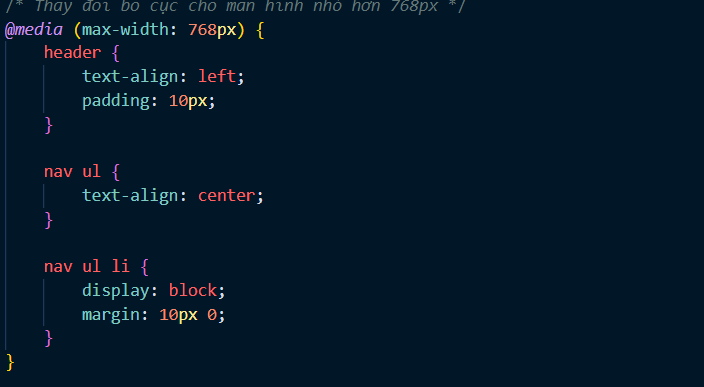 /* Thay đổi bố cục cho màn hình nhỏ hơn 768px */
@media (max-width: 768px) {
header {
text-align: left;
padding: 10px;
}
nav ul {
text-align: center;
}
nav ul li {
display: block;
margin: 10px 0;
}
}